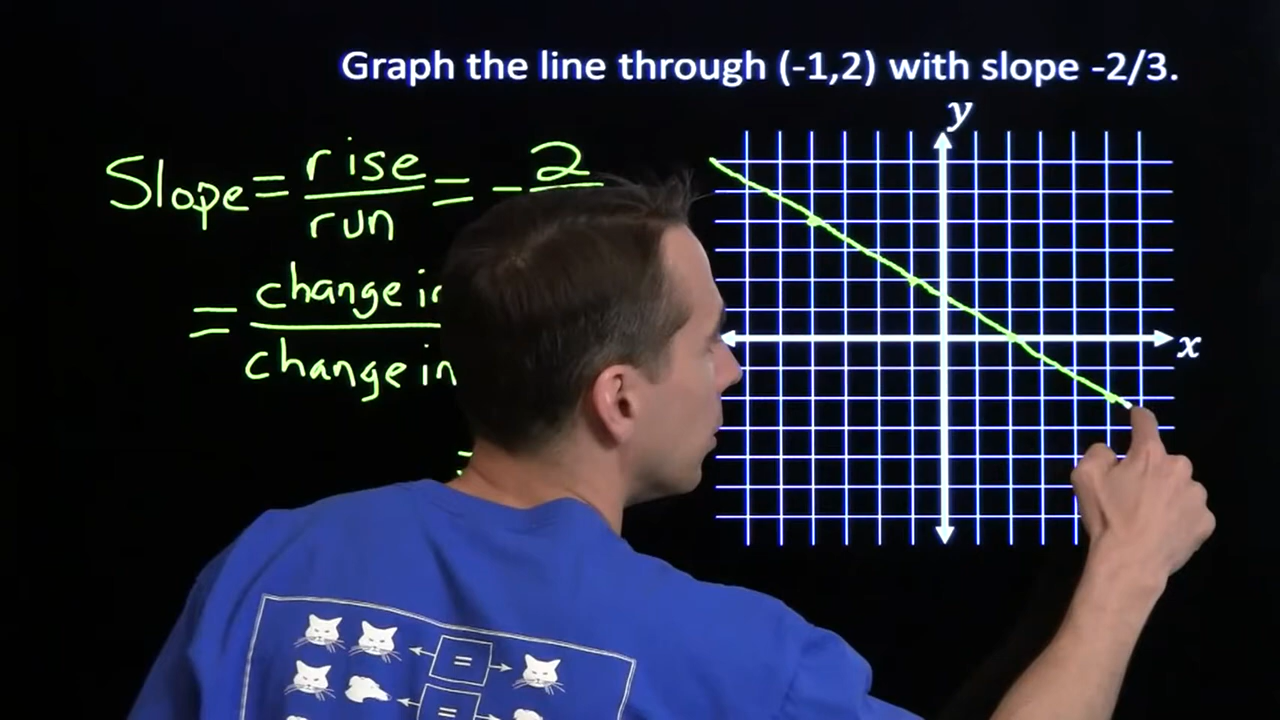 Graph the line through (-1,2) with slope -2/3.
y
Slope = rise/run = - 2
= change in / change in
x
=
=
=